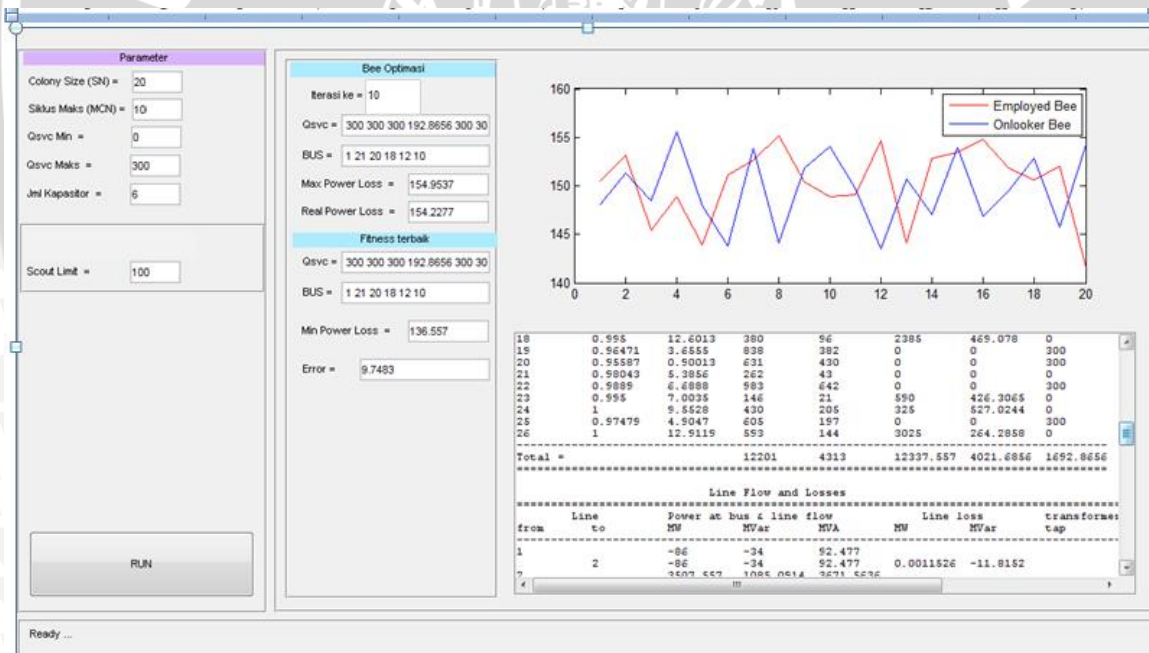 Parameter
Colony Size (SN) = 20
Siklus Maks (MCN) = 10
Qsvc Min = 0
Qsvc Maks = 300
Jml Kapasitor = 6
Scout Limit = 100
RUN
Bee Optimasi
Iterasi ke = 10
Qsvc = 300 300 300 192.8656 300 30
BUS = 1 21 20 18 12 10
Max Power Loss = 154.9537
Real Power Loss = 154.2277
Fitness terbaik
Qsvc = 300 300 300 192.8656 300 30
BUS = 1 21 20 18 12 10
Min Power Loss = 136.557
Error = 9.7483
160
155
150
145
140
0 2 4 6 8 10 12 14 16 18 20
Employed Bee
Onlooker Bee
18 0.995 12.6013 380 96 2385 469.078 0
19 0.96471 3.6555 838 382 0 0 300
20 0.95587 0.90013 631 430 0 0 300
21 0.98043 5.3856 262 43 0 0 0
22 0.9889 6.6888 983 642 0 0 300
23 0.995 7.0035 146 21 590 426.3065 0
24 1 9.5528 430 205 325 527.0244 0
25 0.97479 4.9047 605 197 0 0 300
26 1 12.9119 593 144 3025 264.2858 0
Total = 12201 4313 12337.557 4021.6856 1692.8656
Line Flow and Losses
Line Power at bus & line flow Line loss transformer
from to MW MVar MVA MW MVar tap
1 -86 -34 92.477
2 -86 -34 92.477 0.0011526 -11.8152
2 3507.557 1085.0514 3671.5636
Ready ...